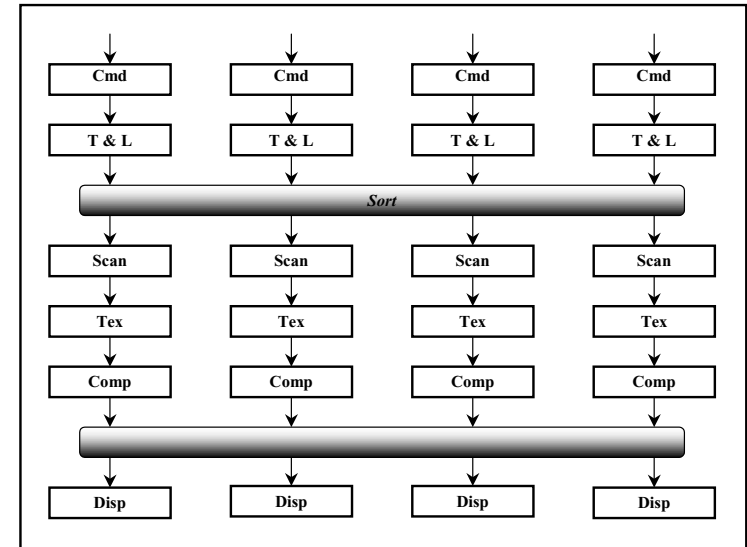 Cmd Cmd Cmd Cmd
T & L T & L T & L T & L
Sort
Scan Scan Scan Scan
Tex Tex Tex Tex
Comp Comp Comp Comp
Disp Disp Disp Disp